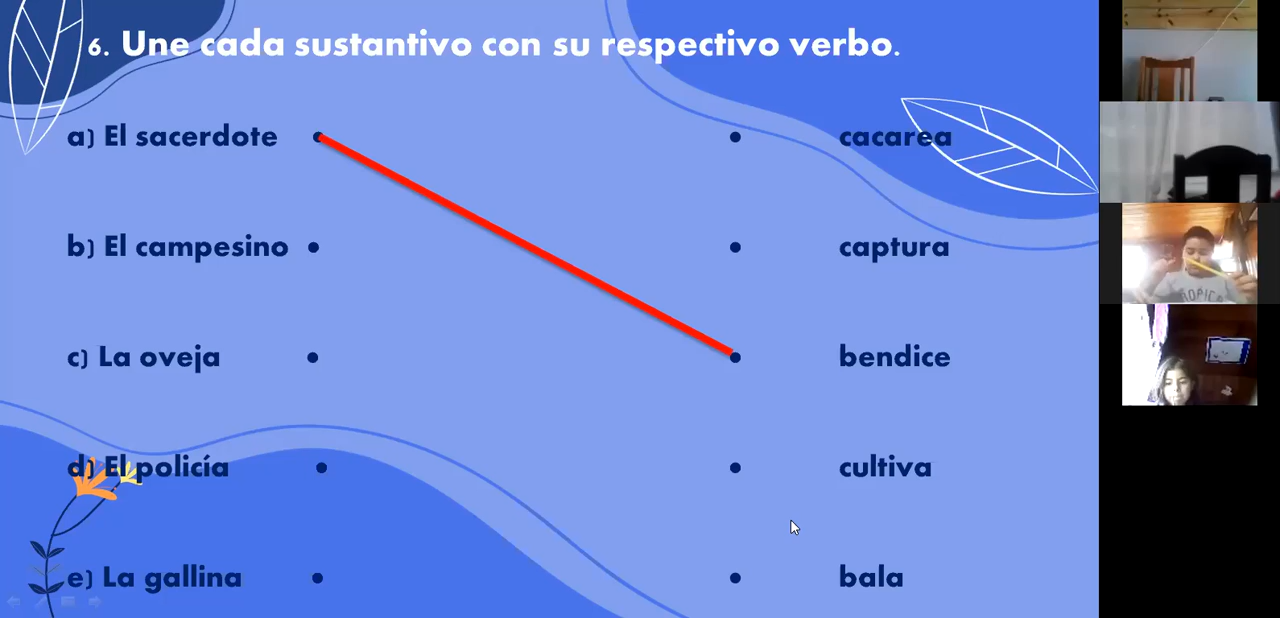 6. Une cada sustantivo con su respectivo verbo.
a) El sacerdote • • cacarea
b) El campesino • • captura
c) La oveja • • bendice
d) El policía • • cultiva
e) La gallina • • bala